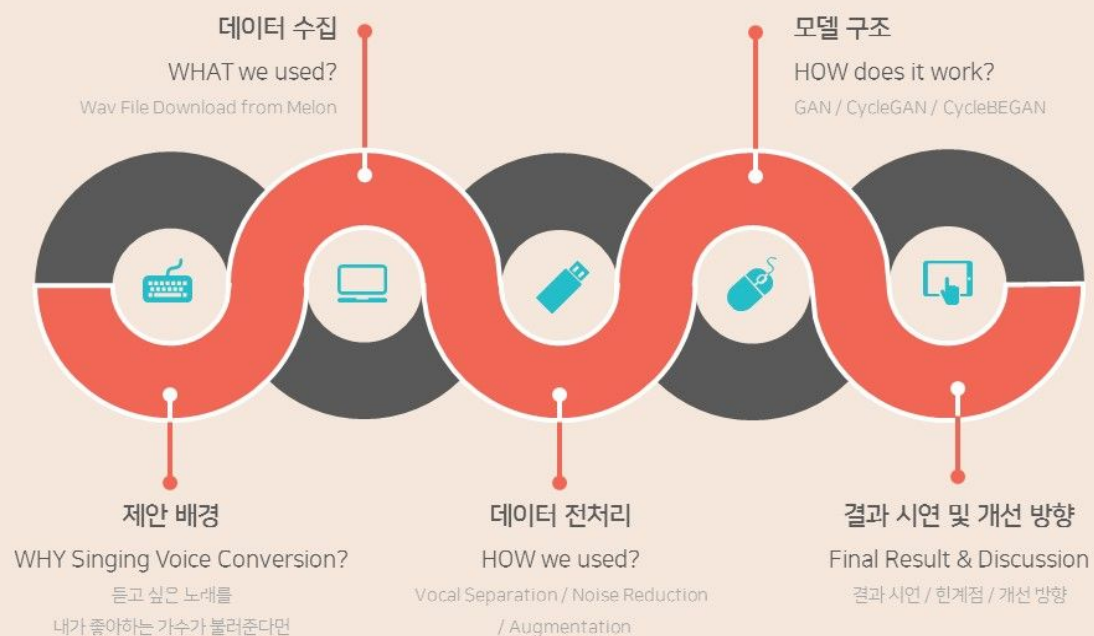 데이터 수집
WHAT we used?
Wav File Download from Melon
모델 구조
HOW does it work?
GAN / CycleGAN / CycleBEGAN
제안 배경
WHY Singing Voice Conversion?
듣고 싶은 노래를
내가 좋아하는 가수가 불러준다면
데이터 전처리
HOW we used?
Vocal Separation / Noise Reduction
/ Augmentation
결과 시연 및 개선 방향
Final Result & Discussion
결과 시연 / 한계점 / 개선 방향